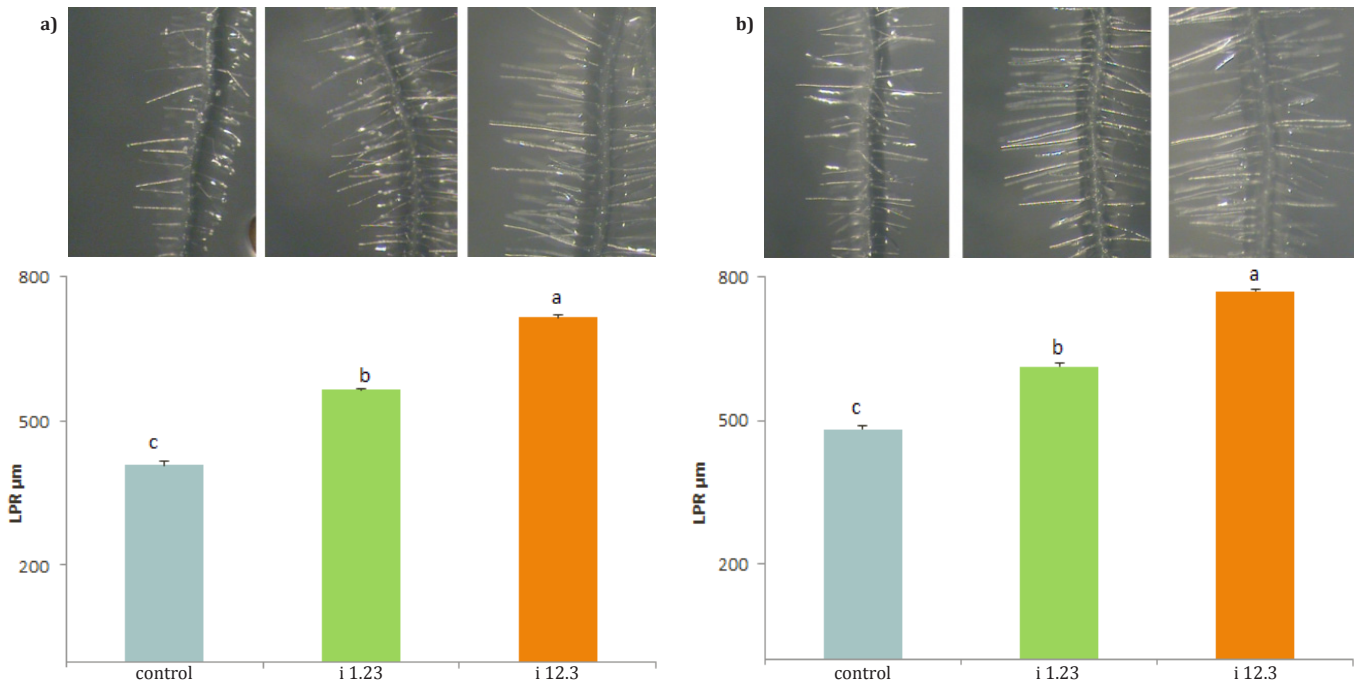 a)
800
500
200
LPR µm
c
b
a
control
i 1.23
i 12.3
b)
800
500
200
LPR µm
c
b
a
control
i 1.23
i 12.3